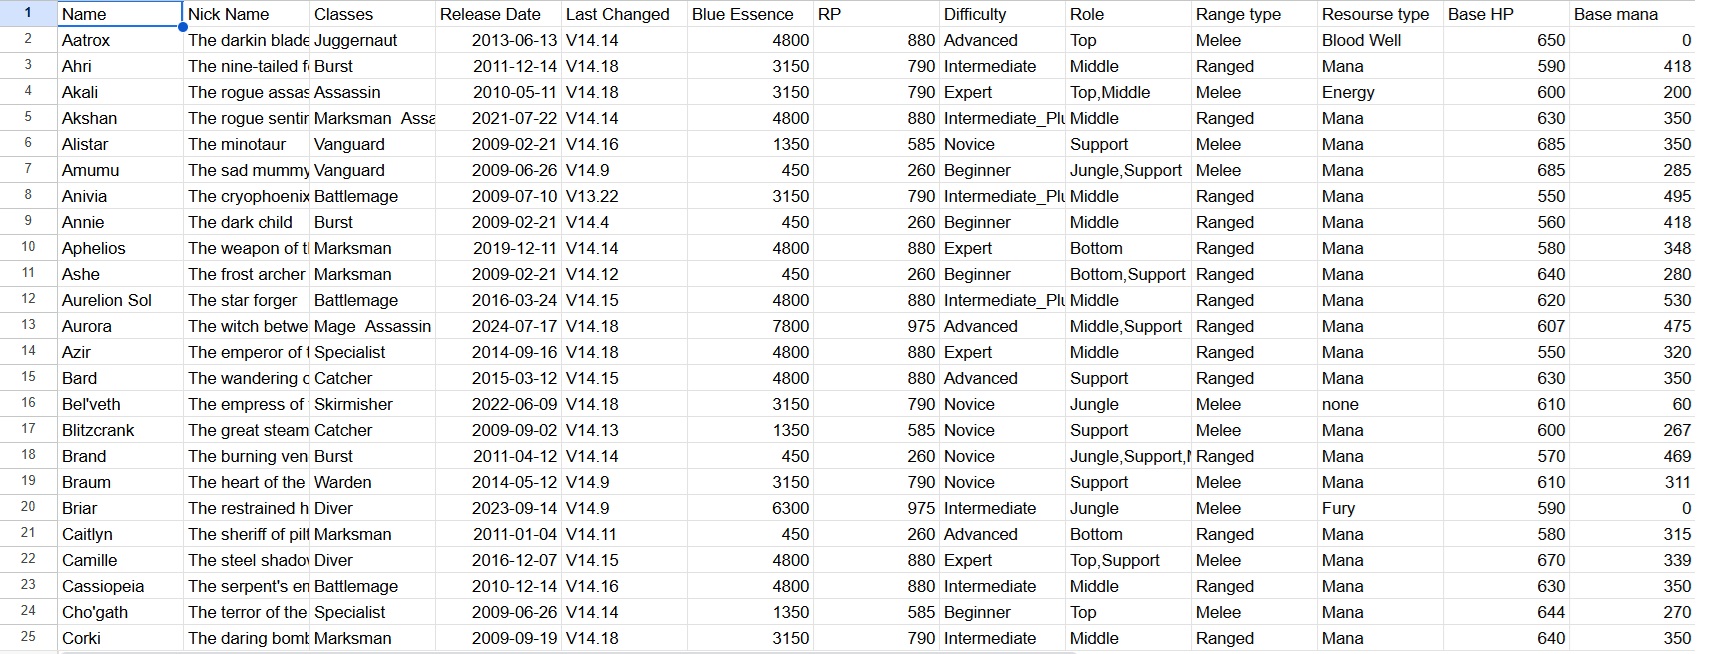 1 Name Nick Name Classes Release Date Last Changed Blue Essence RP Difficulty Role Range type Resourse type Base HP Base mana
2 Aatrox The darkin blade Juggernaut 2013-06-13 V14.14 4800 880 Advanced Top Melee Blood Well 650 0
3 Ahri The nine-tailed Burst 2011-12-14 V14.18 3150 790 Intermediate Middle Ranged Mana 590 418
4 Akali The rogue assas Assassin 2010-05-11 V14.18 3150 790 Expert Top,Middle Melee Energy 600 200
5 Akshan The rogue sentin Marksman Assa 2021-07-22 V14.14 4800 880 Intermediate_Plu Middle Ranged Mana 630 350
6 Alistar The minotaur Vanguard 2009-02-21 V14.16 1350 585 Novice Support Melee Mana 685 350
7 Amumu The sad mummy Vanguard 2009-06-26 V14.9 450 260 Beginner Jungle,Support Melee Mana 685 285
8 Anivia The cryophoenix Battlemage 2009-07-10 V13.22 3150 790 Intermediate_Plu Middle Ranged Mana 550 495
9 Annie The dark child Burst 2009-02-21 V14.4 450 260 Beginner Middle Ranged Mana 560 418
10 Aphelios The weapon of Marksman 2019-12-11 V14.14 4800 880 Expert Bottom Ranged Mana 580 348
11 Ashe The frost archer Marksman 2009-02-21 V14.12 450 260 Beginner Bottom,Support Ranged Mana 640 280
12 Aurelion Sol The star forger Battlemage 2016-03-24 V14.15 4800 880 Intermediate_Plu Middle Ranged Mana 620 530
13 Aurora The witch betwe Mage Assassin 2024-07-17 V14.18 7800 975 Advanced Middle,Support Ranged Mana 607 475
14 Azir The emperor of Specialist 2014-09-16 V14.18 4800 880 Expert Middle Ranged Mana 550 320
15 Bard The wandering Catcher 2015-03-12 V14.15 4800 880 Advanced Support Ranged Mana 630 350
16 Bel'veth The empress of Skirmisher 2022-06-09 V14.18 3150 790 Novice Jungle Melee none 610 60
17 Blitzcrank The great steam Catcher 2009-09-02 V14.13 1350 585 Novice Support Melee Mana 600 267
18 Brand The burning ven Burst 2011-04-12 V14.14 450 260 Novice Jungle,Support, Ranged Mana 570 469
19 Braum The heart of the Warden 2014-05-12 V14.9 3150 790 Novice Support Melee Mana 610 311
20 Briar The restrained h Diver 2023-09-14 V14.9 6300 975 Intermediate Jungle Melee Fury 590 0
21 Caitlyn The sheriff of pilt Marksman 2011-01-04 V14.11 450 260 Advanced Bottom Ranged Mana 580 315
22 Camille The steel shado Diver 2016-12-07 V14.15 4800 880 Expert Top,Support Melee Mana 670 339
23 Cassiopeia The serpent's em Battlemage 2010-12-14 V14.16 4800 880 Intermediate Middle Ranged Mana 630 350
24 Cho'gath The terror of the Specialist 2009-06-26 V14.14 1350 585 Beginner Top Melee Mana 644 270
25 Corki The daring bomb Marksman 2009-09-19 V14.18 3150 790 Intermediate Middle Ranged Mana 640 350